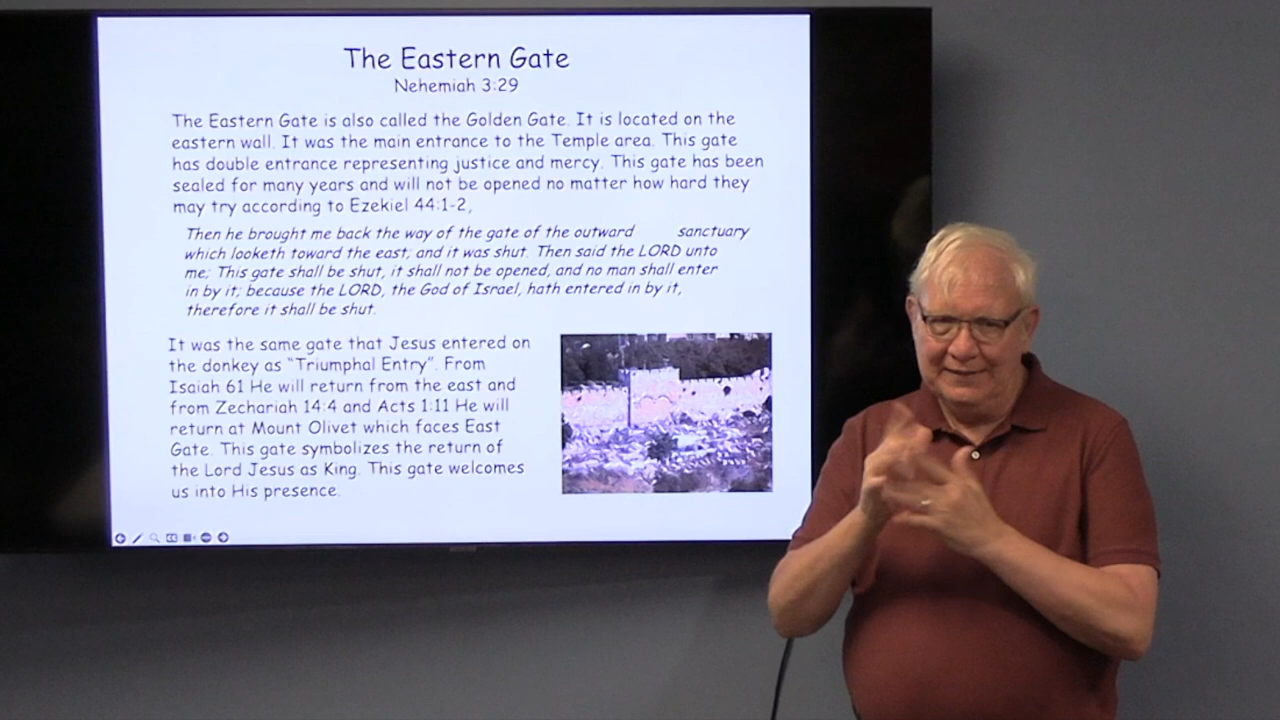 The Eastern Gate
Nehemiah 3:29
The Eastern Gate is also called the Golden Gate. It is located on the
eastern wall. It was the main entrance to the Temple area. This gate
has double entrance representing justice and mercy. This gate has been
sealed for many years and will not be opened no matter how hard they
may try according to Ezekiel 44:1-2,
Then he brought me back the way of the gate of the outward sanctuary
which looketh toward the east; and it was shut. Then said the LORD unto
me; This gate shall be shut, it shall not be opened, and no man shall enter
in by it; because the LORD, the God of Israel, hath entered in by it,
therefore it shall be shut.
It was the same gate that Jesus entered on
the donkey as “Triumphal Entry”. From
Isaiah 61 He will return from the east and
from Zechariah 14:4 and Acts 1:11 He will
return at Mount Olivet which faces East
Gate. This gate symbolizes the return of
the Lord Jesus as King. This gate welcomes
us into His presence.